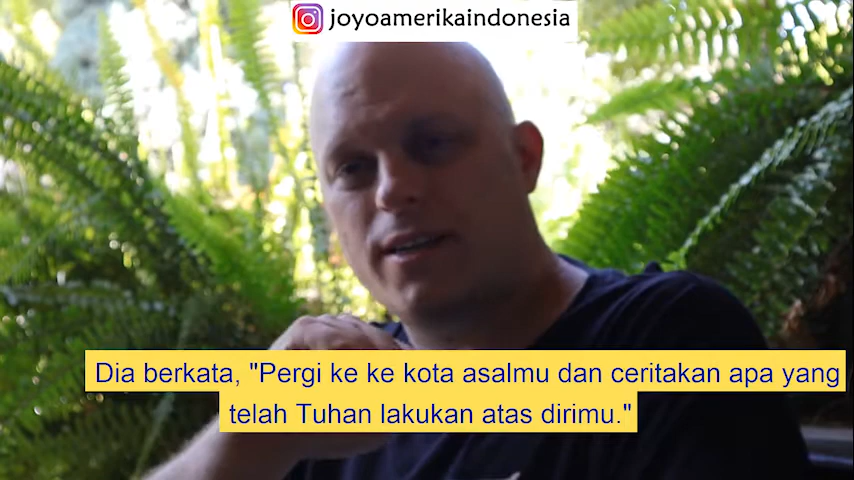 joyoamerikaindonesia
Dia berkata, "Pergi ke ke kota asalmu dan ceritakan apa yang
telah Tuhan lakukan atas dirimu."